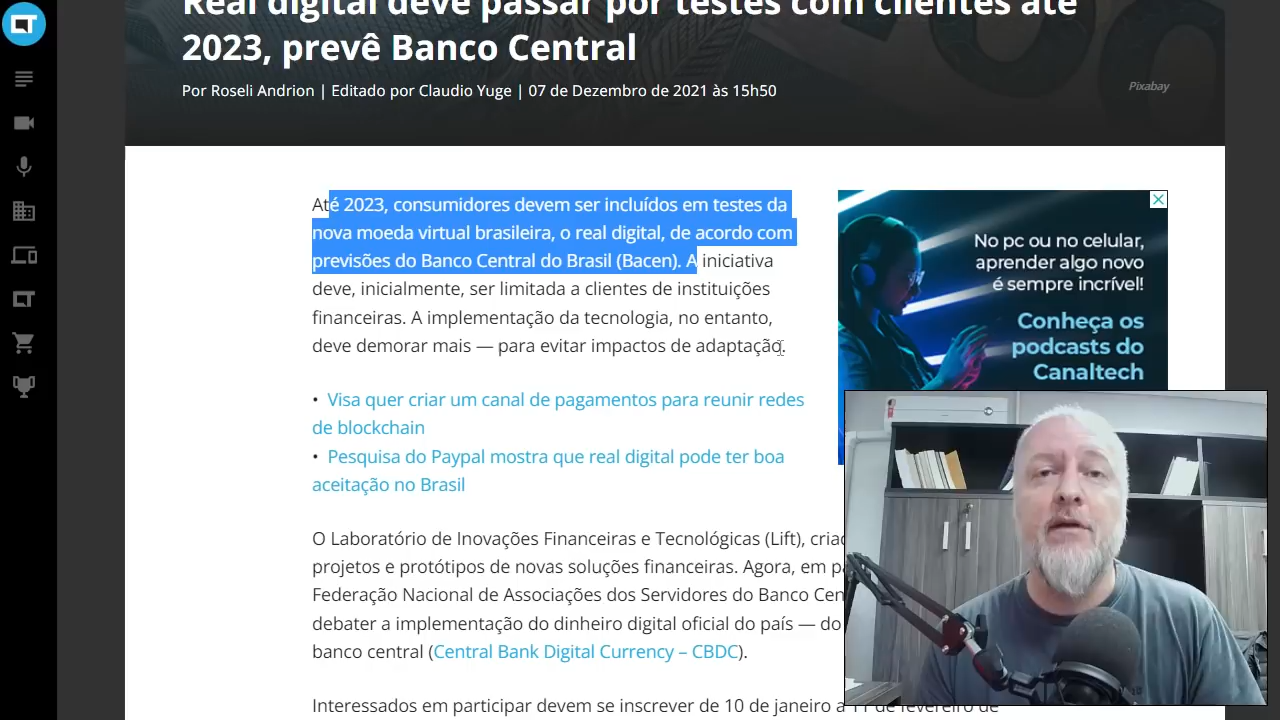 Real digital deve passar por testes com clientes até
2023, prevê Banco Central
Por Roseli Andrion | Editado por Claudio Yuge | 07 de Dezembro de 2021 às 15h50
Pixabay
Até 2023, consumidores devem ser incluídos em testes da
nova moeda virtual brasileira, o real digital, de acordo com
previsões do Banco Central do Brasil (Bacen). A iniciativa
deve, inicialmente, ser limitada a clientes de instituições
financeiras. A implementação da tecnologia, no entanto,
deve demorar mais — para evitar impactos de adaptação.
No pc ou no celular,
aprender algo novo
é sempre incrível!
Conheça os
podcasts do
Canaltech
• Visa quer criar um canal de pagamentos para reunir redes
de blockchain
• Pesquisa do Paypal mostra que real digital pode ter boa
aceitação no Brasil
O Laboratório de Inovações Financeiras e Tecnológicas (Lift), criad
projetos e protótipos de novas soluções financeiras. Agora, em pa
Federação Nacional de Associações dos Servidores do Banco Cen
debater a implementação do dinheiro digital oficial do país — do
banco central (Central Bank Digital Currency – CBDC).
Interessados em participar devem se inscrever de 10 de janeiro a 11 de fevereiro de